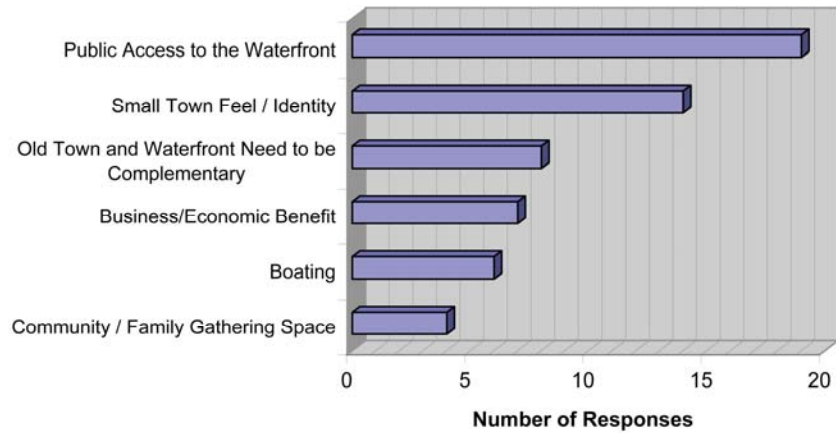 Public Access to the Waterfront
Small Town Feel / Identity
Old Town and Waterfront Need to be
Complementary
Business/Economic Benefit
Boating
Community / Family Gathering Space
0 5 10 15 20
Number of Responses